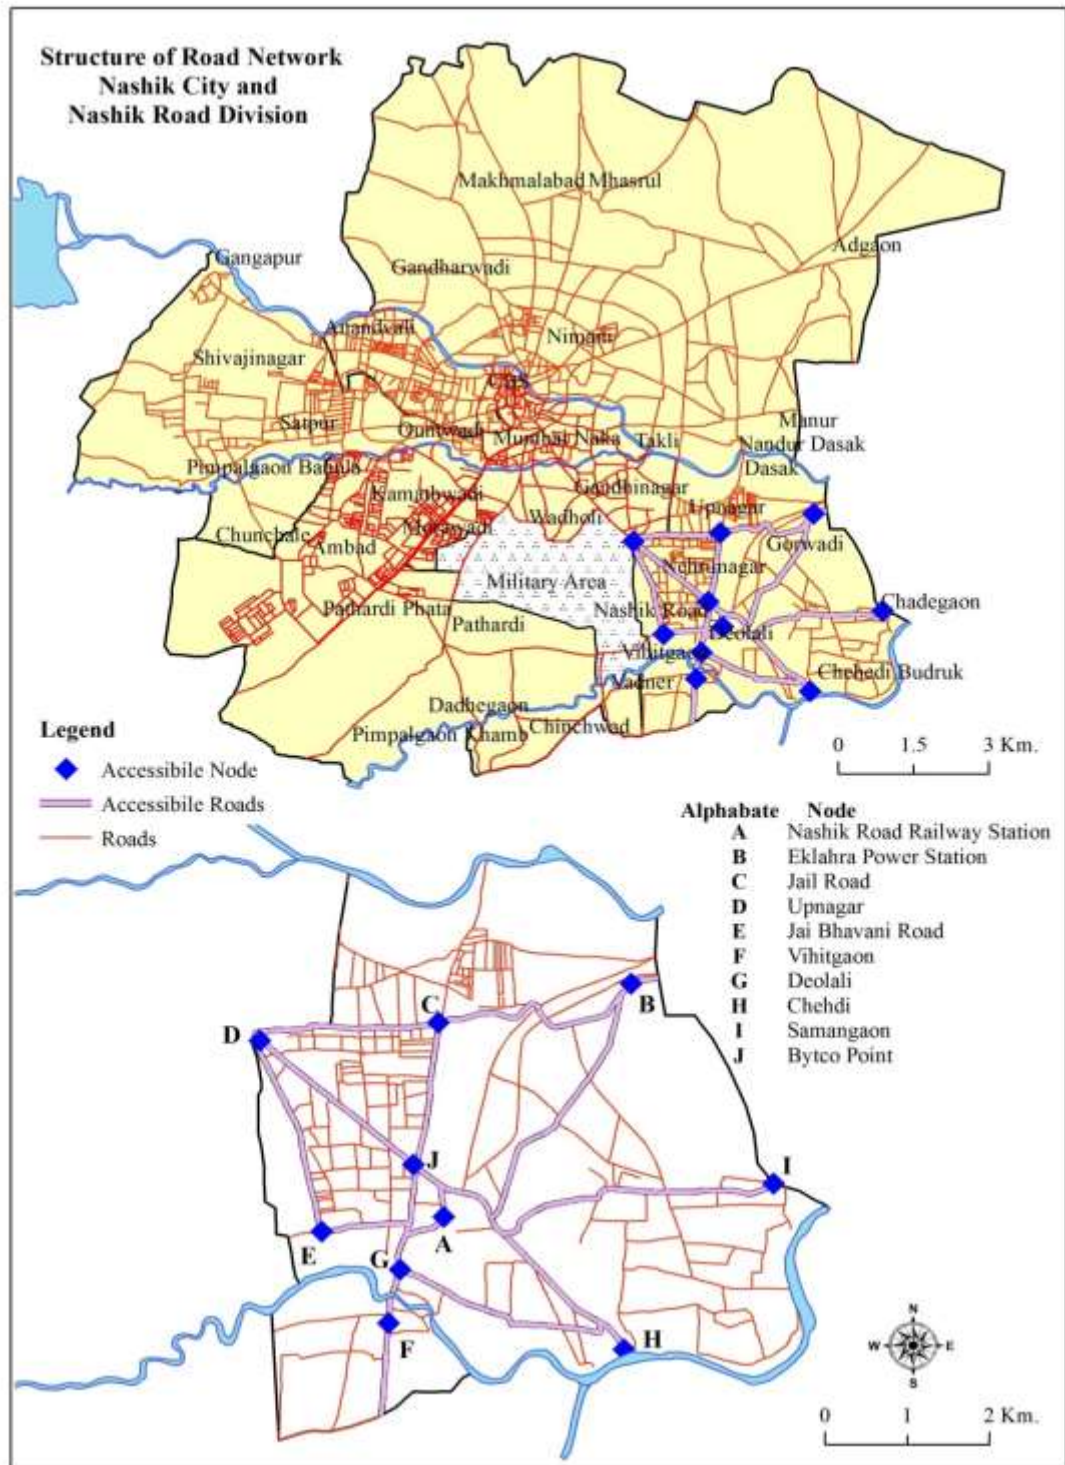 Structure of Road Network
Nashik City and
Nashik Road Division
Makhmalabad Mhasrul
Adgaon
Gangapur
Gandharwadi
Anandvali
Nimani
Shivajinagar
CBS
Satpur
Ountwadi Mumbai Naka Takli
Manur
Nandur Dasak
Dasak
Pimpalgaon Bahula
Kamathwadi
Gandhinagar
Upnagar
Wadholi
Morawadi
Chunchale
Ambad
Gorwadi
Nehrunagar
Military Area
Pathardi Phata
Nashik Road
Chadegaon
Pathardi
Deolali
Vihitgaon
Vadner
Chehedi Budruk
Dadhegaon
Pimpalgaon Khamb
Chinchwad
0 1.5 3 Km.
Legend
Accessibile Node
Accessibile Roads
Roads
Alphabate Node
A Nashik Road Railway Station
B Eklahra Power Station
C Jail Road
D Upnagar
E Jai Bhavani Road
F Vihitgaon
G Deolali
H Chehdi
I Samangaon
J Bytco Point
B
C
D
J
I
A
E
G
F
H
N
W E
S
0 1 2 Km.